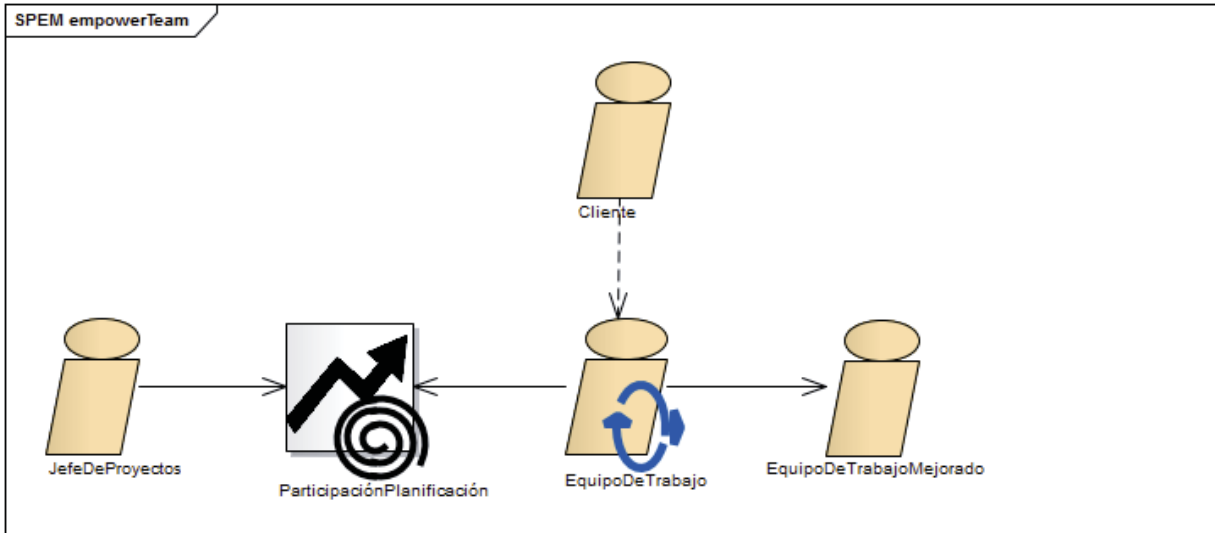 SPEM empowerTeam
Cliente
JefeDeProyectos
ParticipaciónPlanificación
EquipoDeTrabajo
EquipoDeTrabajoMejorado